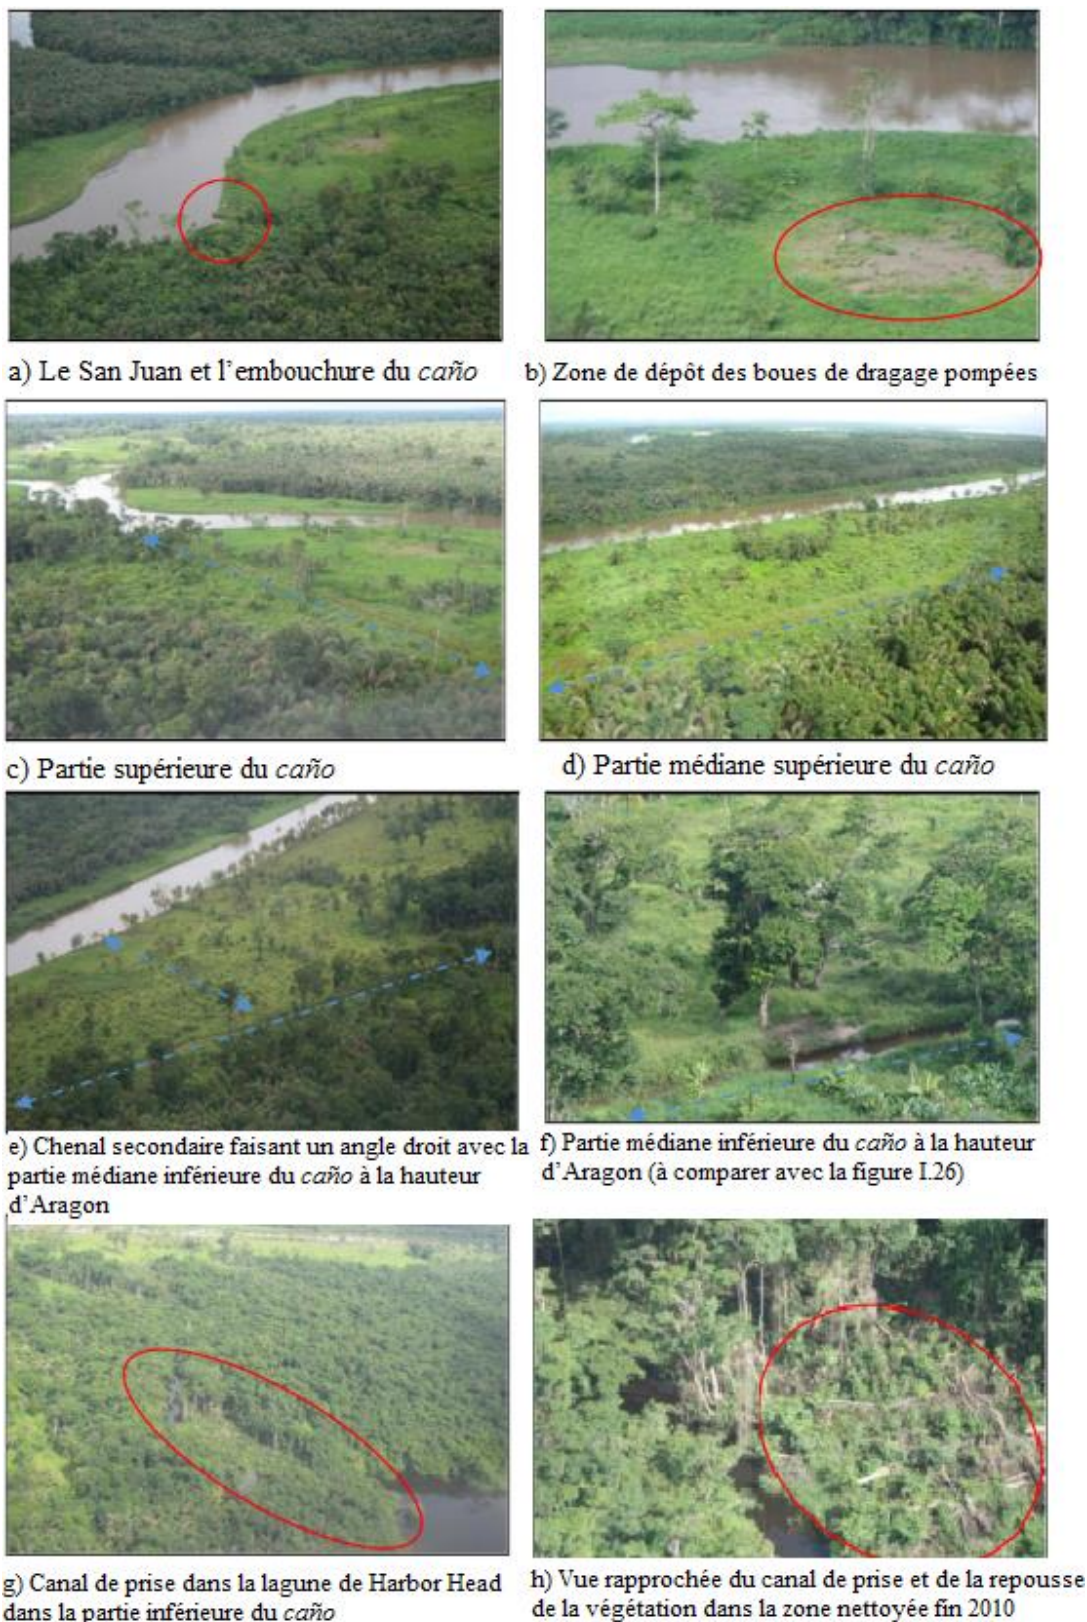 a) Le San Juan et l’embouchure du caño
b) Zone de dépôt des boues de dragage pompées
c) Partie supérieure du caño
d) Partie médiane supérieure du caño
e) Chenal secondaire faisant un angle droit avec la
partie médiane inférieure du caño à la hauteur
d’Aragon
f) Partie médiane inférieure du caño à la hauteur
d’Aragon (à comparer avec la figure I.26)
g) Canal de prise dans la lagune de Harbor Head
dans la partie inférieure du caño
h) Vue rapprochée du canal de prise et de la repousse
de la végétation dans la zone nettoyée fin 2010